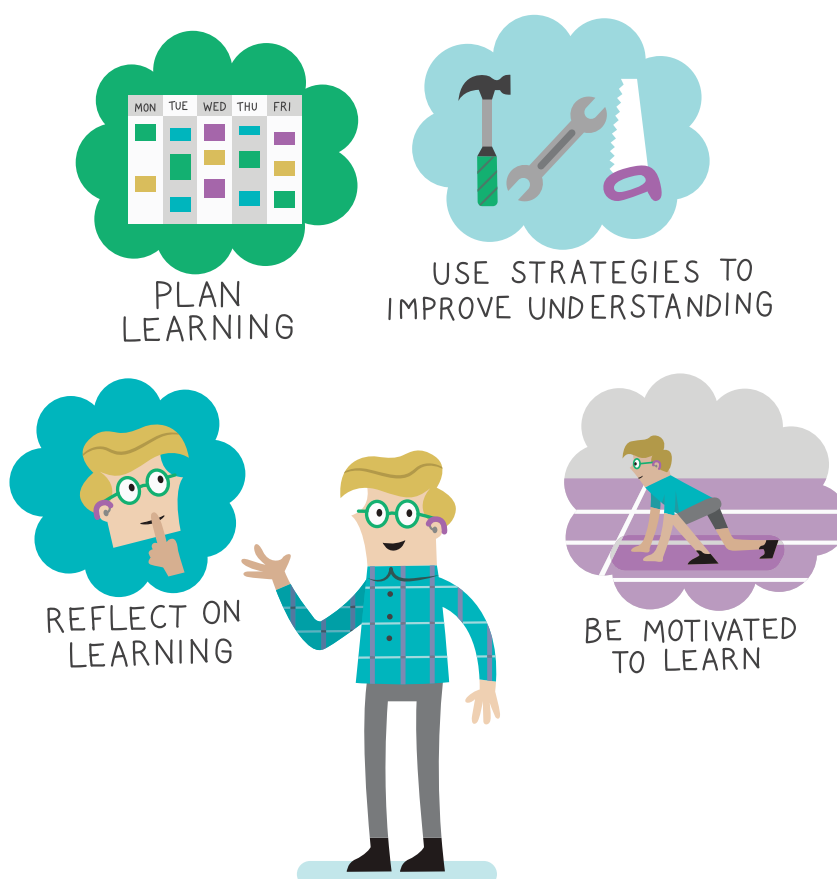 MON TUE WED THU FRI
PLAN
LEARNING
USE STRATEGIES TO
IMPROVE UNDERSTANDING
REFLECT ON
LEARNING
BE MOTIVATED
TO LEARN